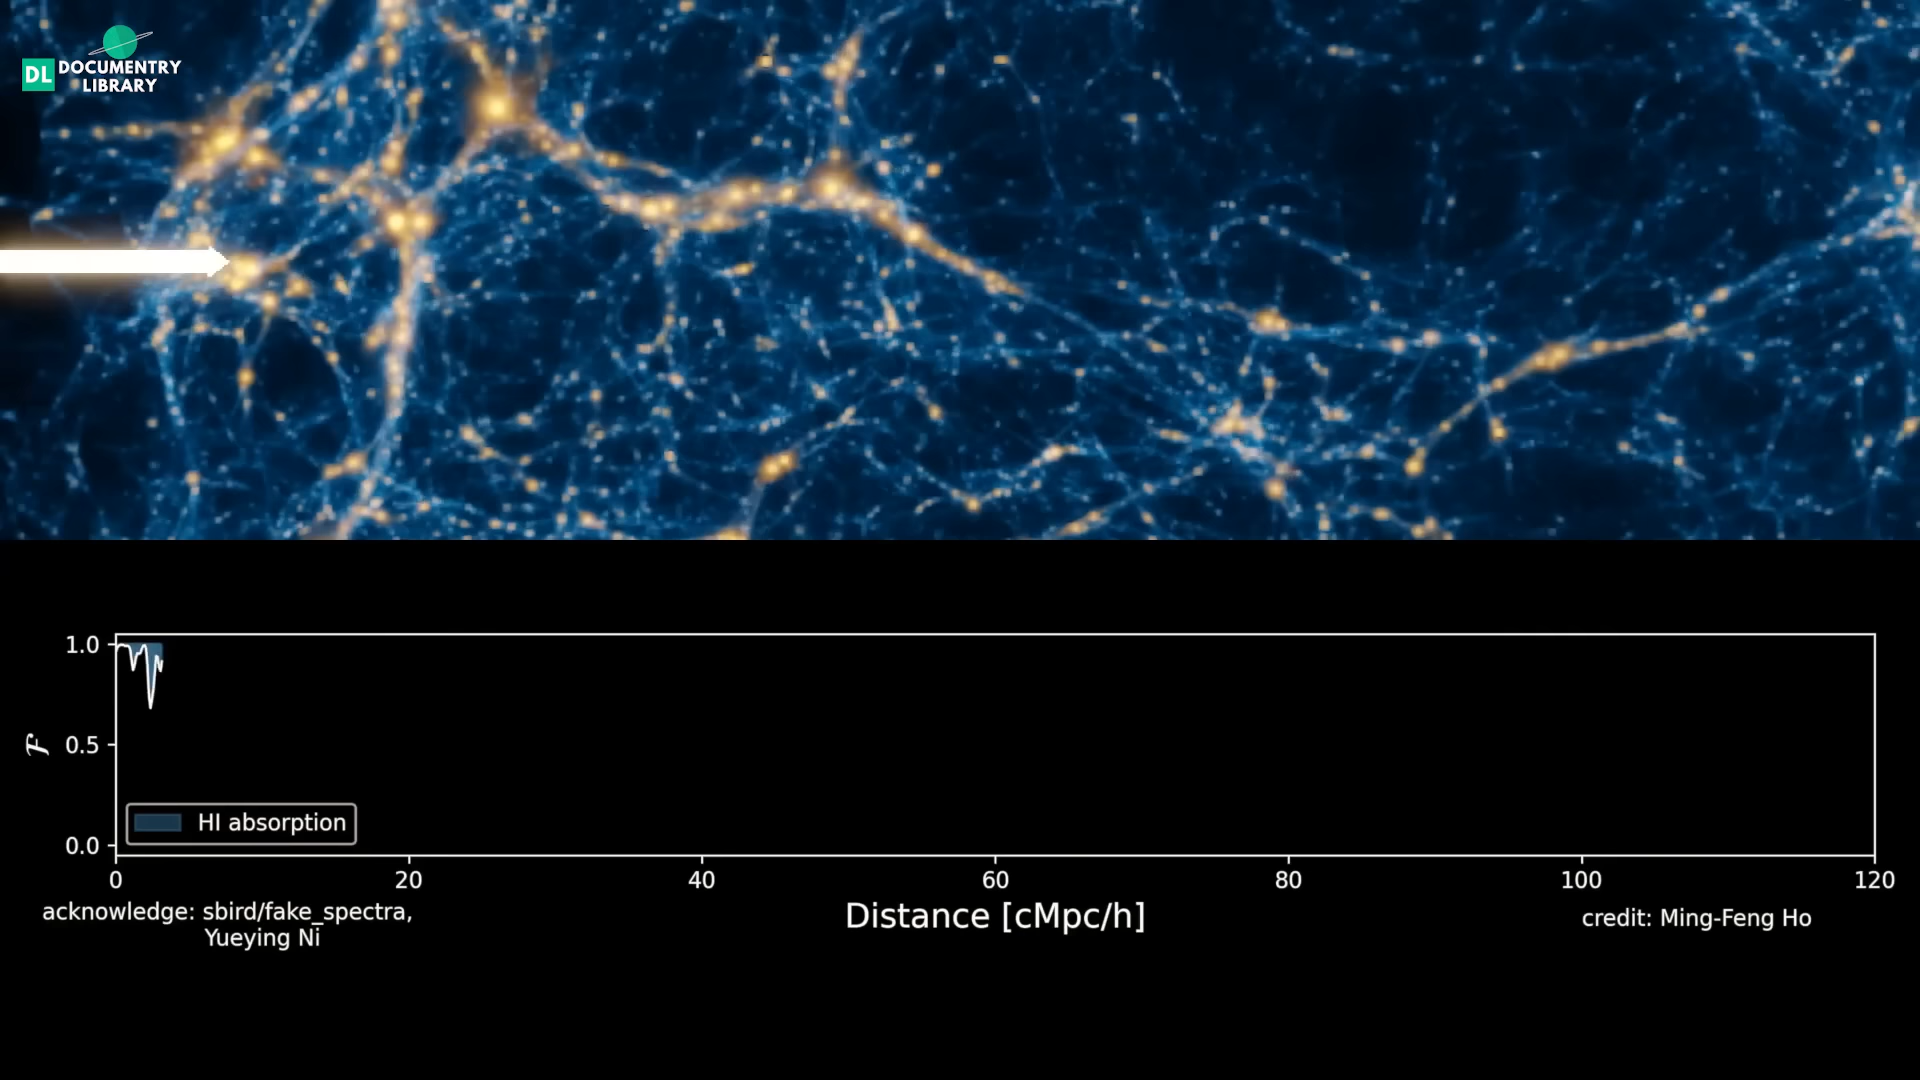 DL DOCUMENTRY
LIBRARY
1.0
0.5
0.0
ℱ
HI absorption
0 20 40 60 80 100 120
Distance [cMpc/h]
acknowledge: sbird/fake_spectra,
Yueying Ni
credit: Ming-Feng Ho